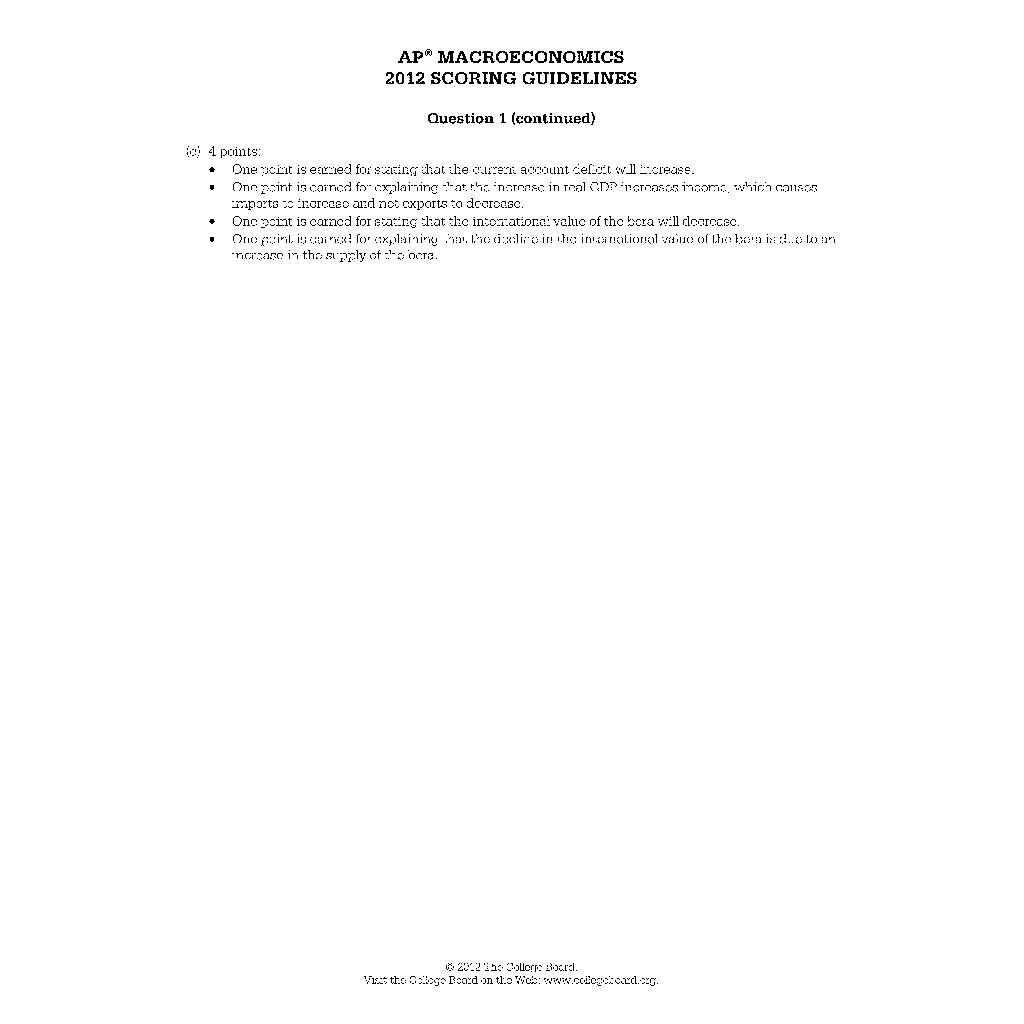 AP® MACROECONOMICS
2012 SCORING GUIDELINES
Question 1 (continued)
(c) 4 points:
• One point is earned for stating that the current account deficit will increase.
• One point is earned for explaining that the increase in real GDP increases income, which causes
imports to increase and net exports to decrease.
• One point is earned for stating that the international value of the bera will decrease.
• One point is earned for explaining that the decline in the international value of the bera is due to an
increase in the supply of the bera.
© 2012 The College Board.
Visit the College Board on the Web: www.collegeboard.org.